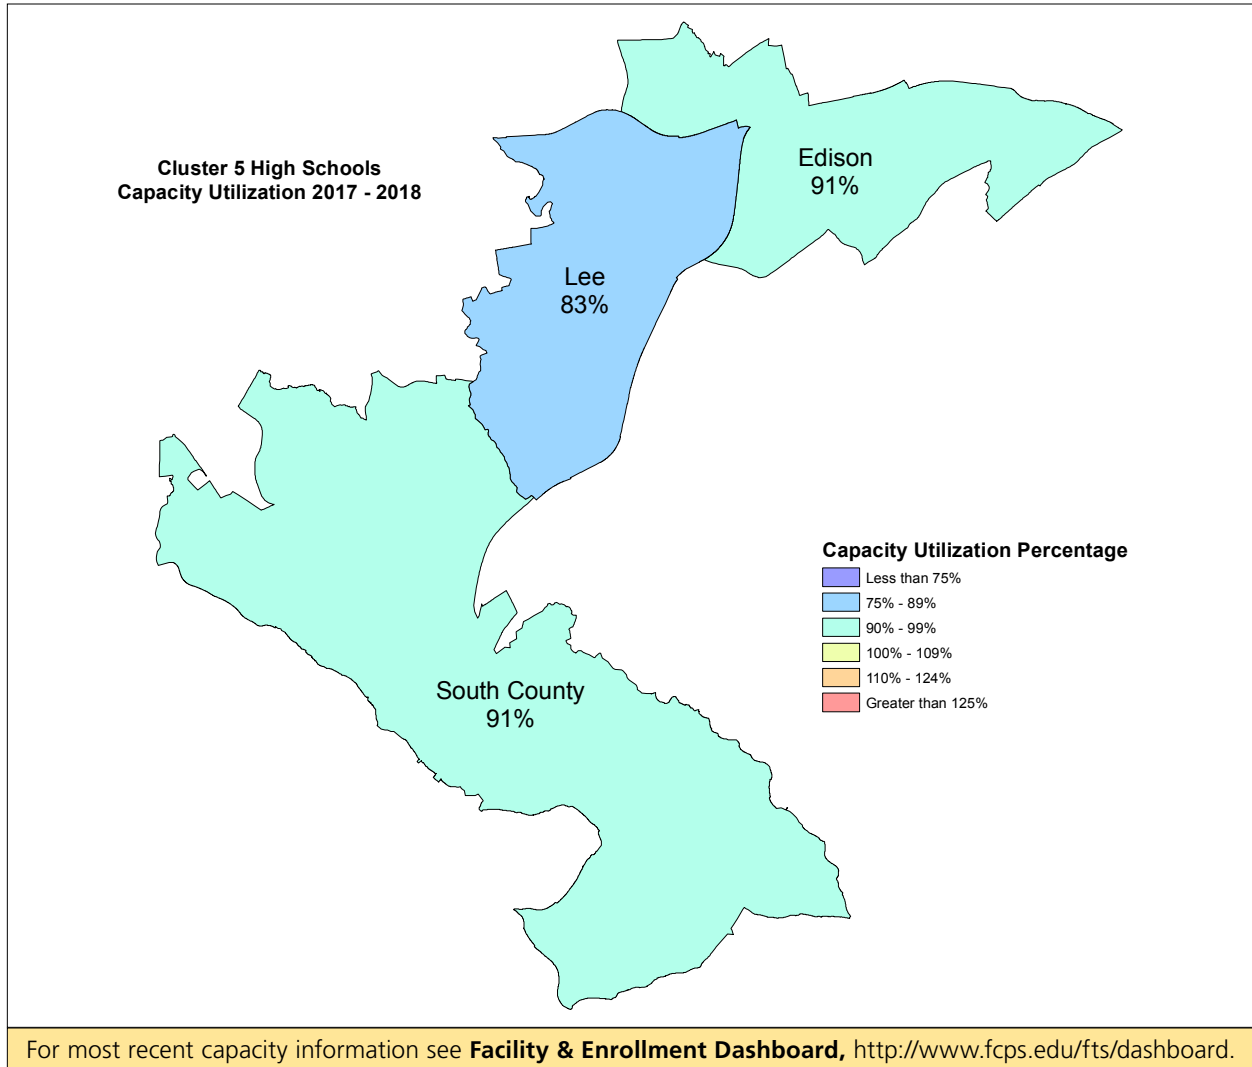 Cluster 5 High Schools
Capacity Utilization 2017 - 2018
Edison
91%
Lee
83%
South County
91%
Capacity Utilization Percentage
Less than 75%
75% - 89%
90% - 99%
100% - 109%
110% - 124%
Greater than 125%
For most recent capacity information see Facility & Enrollment Dashboard, http://www.fcps.edu/fts/dashboard.